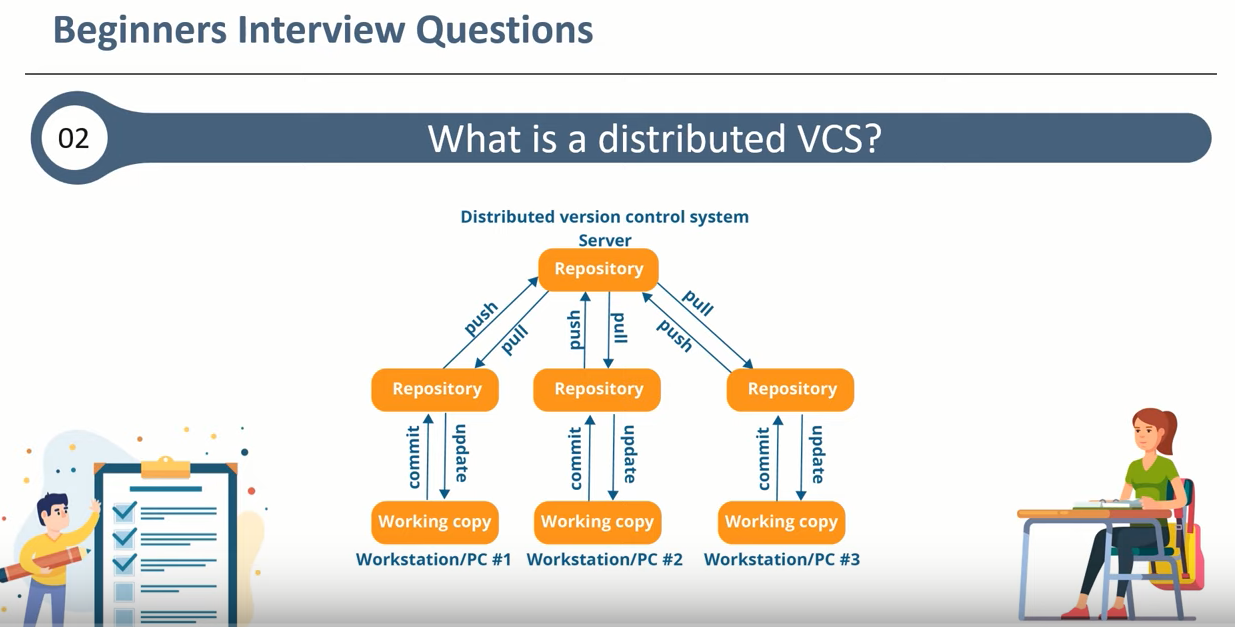 Beginners Interview Questions
02
What is a distributed VCS?
Distributed version control system
Server
Repository
push
pull
push
pull
push
pull
Repository
Repository
Repository
commit
update
commit
update
commit
update
Working copy
Working copy
Working copy
Workstation/PC #1
Workstation/PC #2
Workstation/PC #3